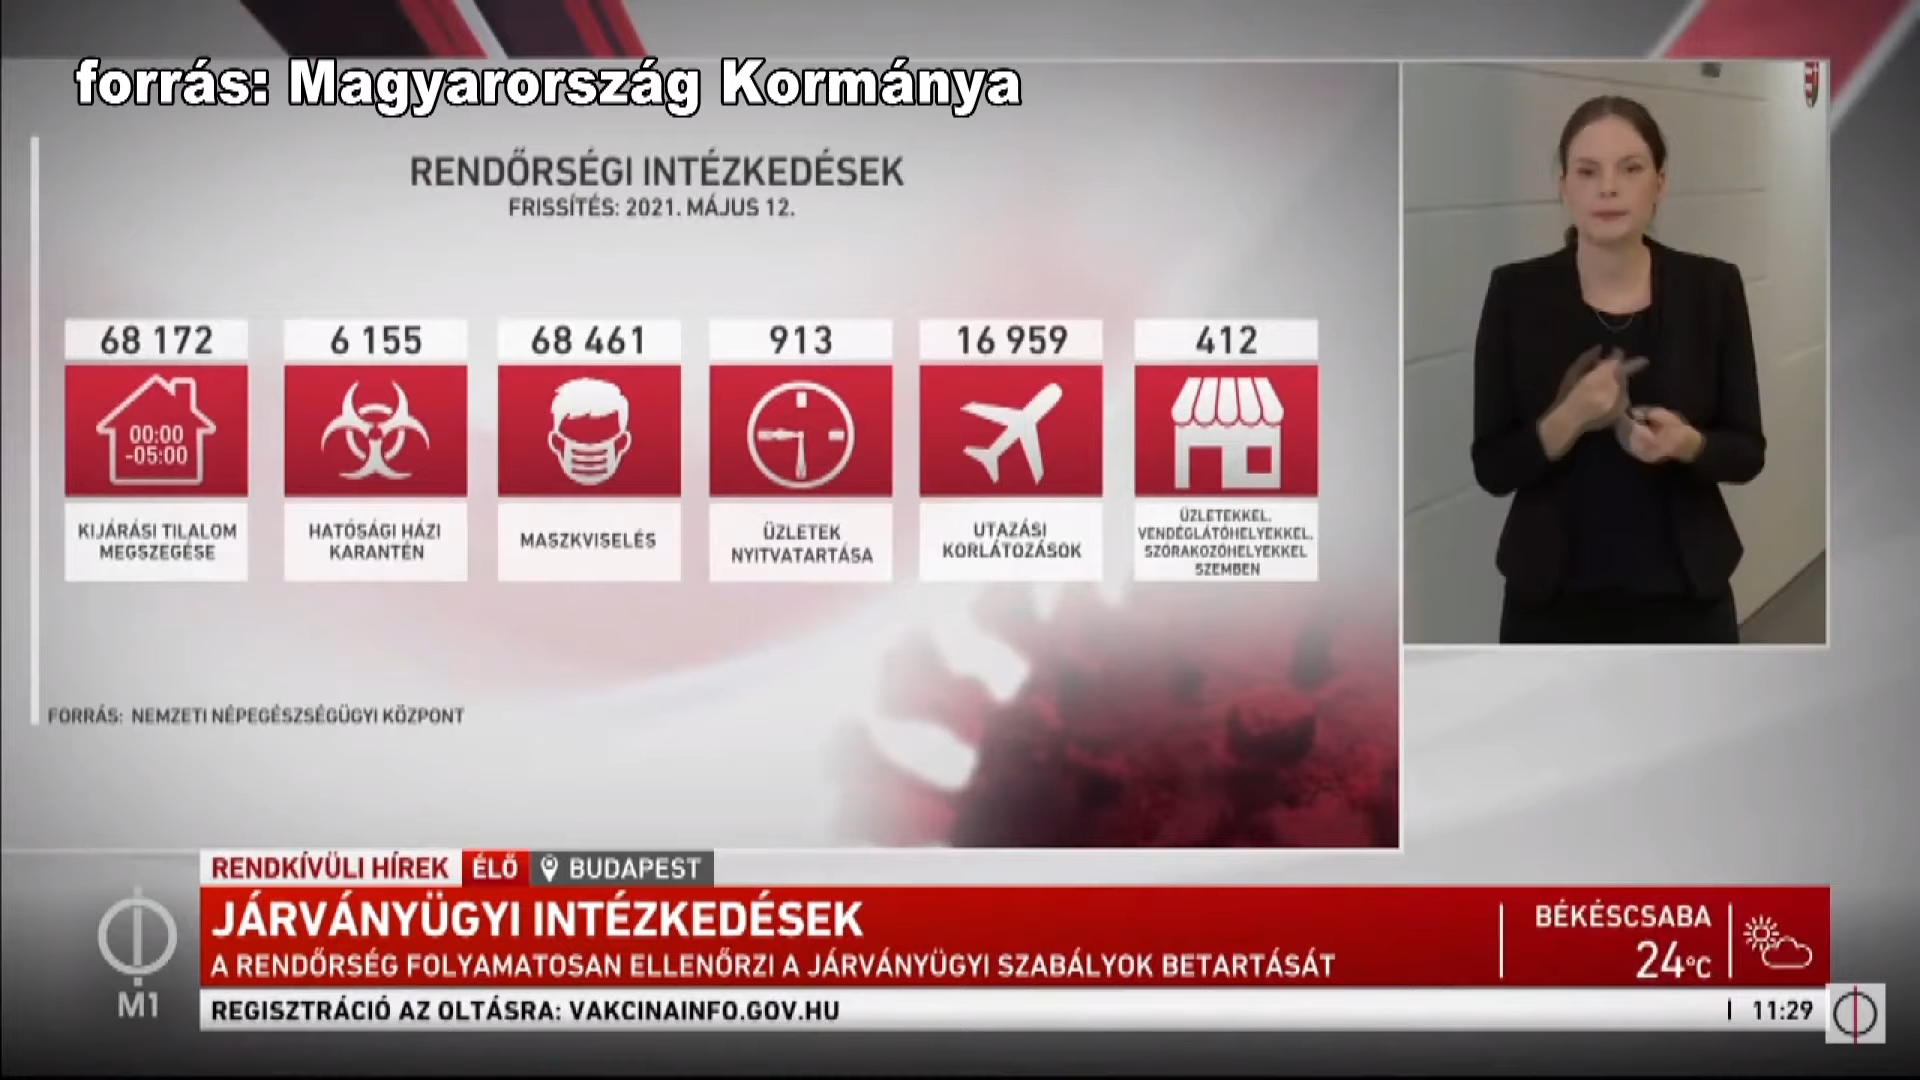 forrás: Magyarország Kormánya
RENDŐRSÉGI INTÉZKEDÉSEK
FRISSÍTÉS: 2021. MÁJUS 12.
68 172
00:00
-05:00
KIJÁRÁSI TILALOM
MEGSZEGÉSE
6 155
HATÓSÁGI HÁZI
KARANTÉN
68 461
MASZKVISELÉS
913
ÜZLETEK
NYITVATARTÁSA
16 959
UTAZÁSI
KORLÁTOZÁSOK
412
ÜZLETEKKEL,
VENDÉGLÁTÓHELYEKKEL,
SZÓRAKOZÓHELYEKKEL
SZEMBEN
FORRÁS: NEMZETI NÉPEGÉSZSÉGÜGYI KÖZPONT
RENDKÍVÜLI HÍREK ÉLŐ BUDAPEST
JÁRVÁNYÜGYI INTÉZKEDÉSEK
A RENDŐRSÉG FOLYAMATOSAN ELLENŐRZI A JÁRVÁNYÜGYI SZABÁLYOK BETARTÁSÁT
BÉKÉSCSABA
24°C
M1
REGISZTRÁCIÓ AZ OLTÁSRA: VAKCINAINFO.GOV.HU
11:29